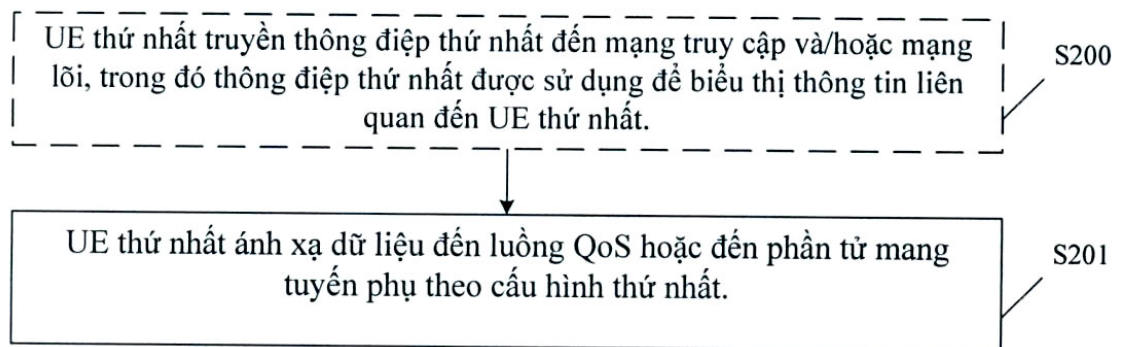 UE thứ nhất truyền thông điệp thứ nhất đến mạng truy cập và/hoặc mạng
lõi, trong đó thông điệp thứ nhất được sử dụng để biểu thị thông tin liên
quan đến UE thứ nhất.
S200
UE thứ nhất ánh xạ dữ liệu đến luồng QoS hoặc đến phần tử mang
tuyến phụ theo cấu hình thứ nhất.
S201